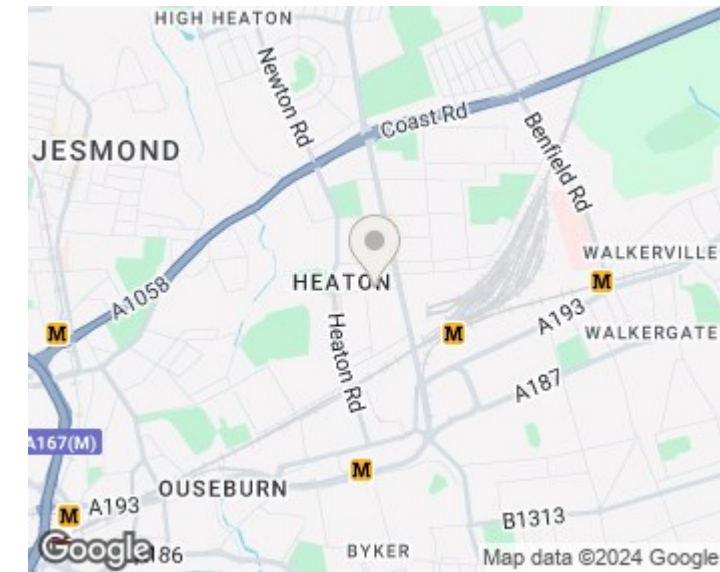 HIGH HEATON
Newton Rd
Coast Rd
JESMOND
Benfield Rd
WALKERVILLE
HEATON
M
A1058
A193
M
M
Heaton Rd
WALKERGATE
A187
A167(M)
M
OUSEBURN
A193
M
B1313
BYKER
Google
A186
Map data ©2024 Google